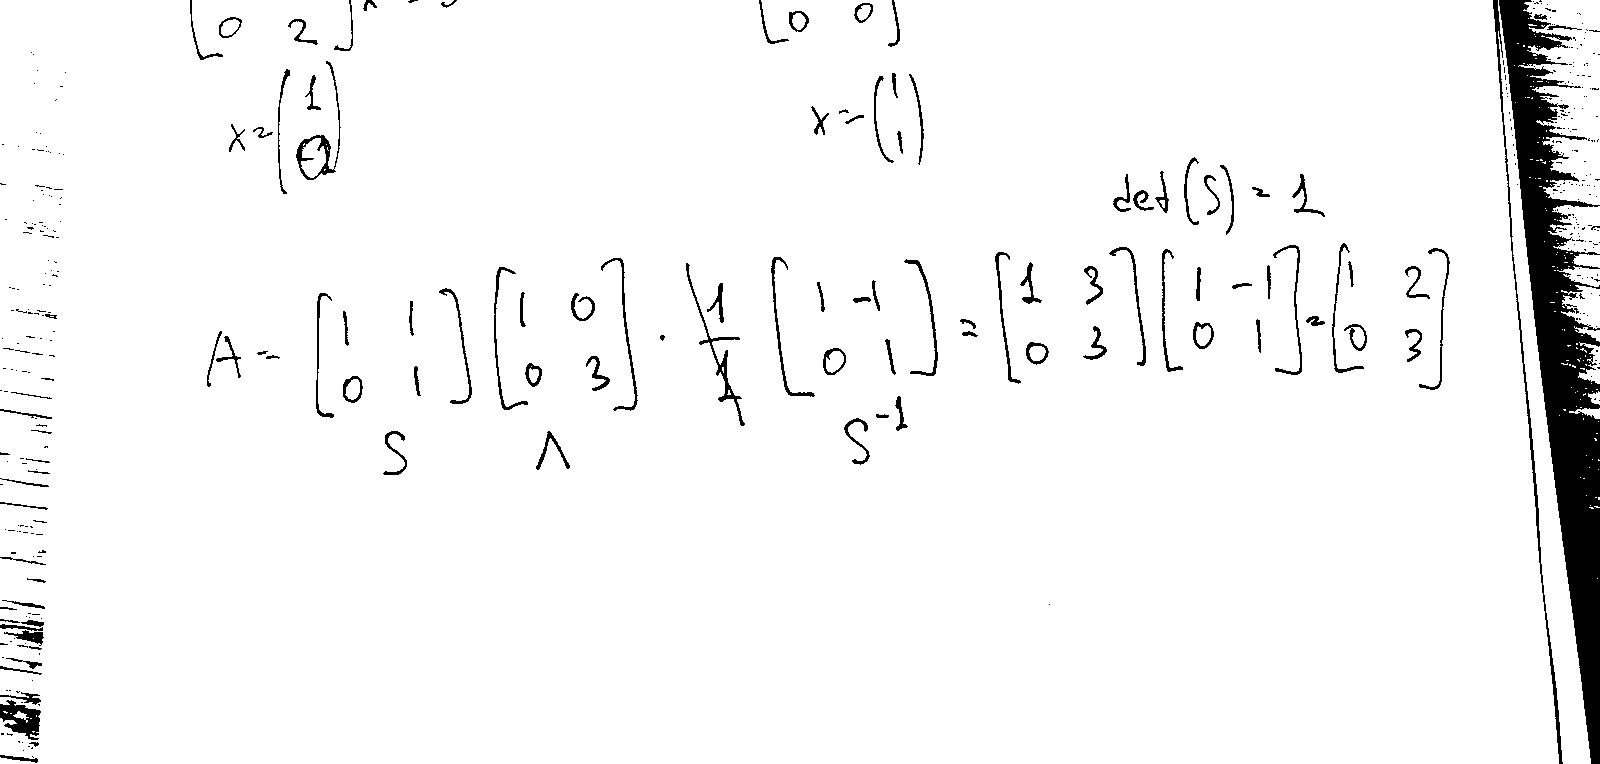 [0 2] x
[0 0]
x = (1 0)
x = (1 1)
det(S) = 1
A = [1 1; 0 1] [1 0; 0 3] · 1/1 [1 -1; 0 1] = [1 3; 0 3] [1 -1; 0 1] = [1 2; 0 3]
S Λ S⁻¹